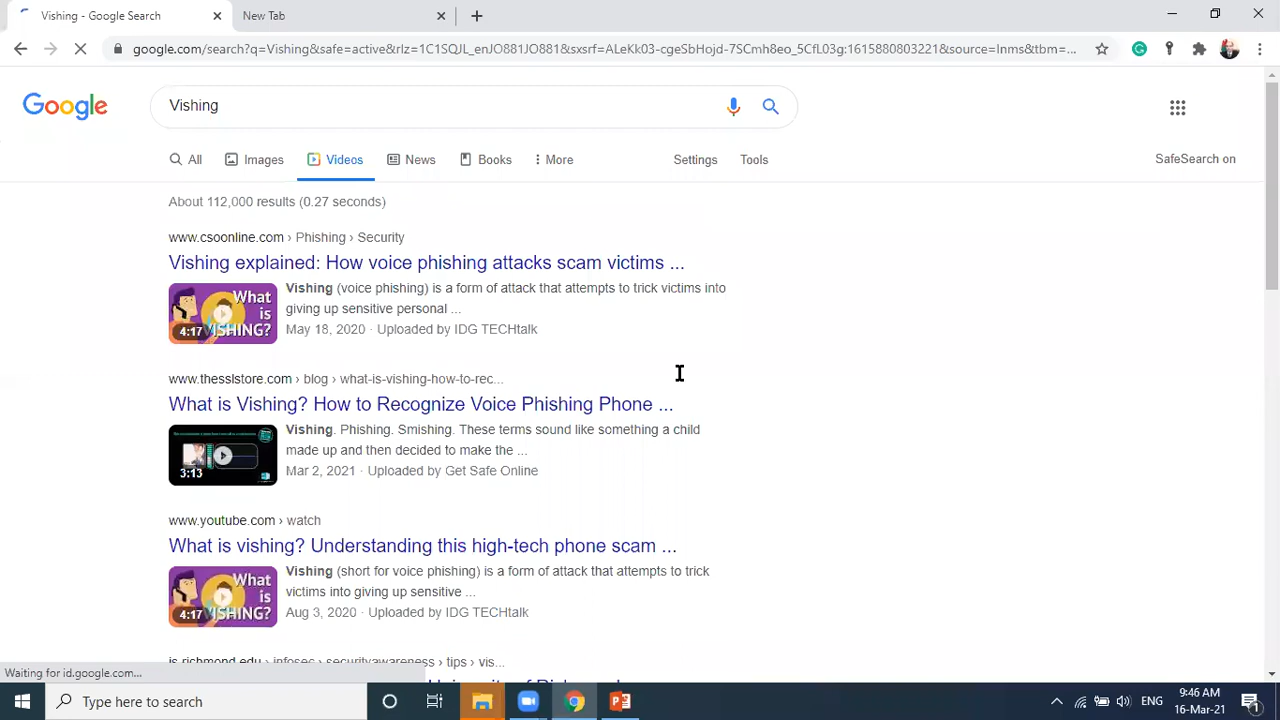 Vishing - Google Search
New Tab
google.com/search?q=Vishing&safe=active&rlz=1C1SQJL_enJO881JO881&sxsrf=ALeKk03-cgeSbHojd-7SCmh8eo_5CfL03g:1615880803221&source=lnms&tbm=...
Google
Vishing
All Images Videos News Books More Settings Tools SafeSearch on
About 112,000 results (0.27 seconds)
www.csoonline.com › Phishing › Security
Vishing explained: How voice phishing attacks scam victims ...
What is VISHING?
4:17
Vishing (voice phishing) is a form of attack that attempts to trick victims into
giving up sensitive personal ...
May 18, 2020 · Uploaded by IDG TECHtalk
www.thesslstore.com › blog › what-is-vishing-how-to-rec...
What is Vishing? How to Recognize Voice Phishing Phone ...
3:13
Vishing. Phishing. Smishing. These terms sound like something a child
made up and then decided to make the ...
Mar 2, 2021 · Uploaded by Get Safe Online
www.youtube.com › watch
What is vishing? Understanding this high-tech phone scam ...
What is VISHING?
4:17
Vishing (short for voice phishing) is a form of attack that attempts to trick
victims into giving up sensitive ...
Aug 3, 2020 · Uploaded by IDG TECHtalk
is.richmond.edu › infosec › securityawareness › tips › vis...
Waiting for id.google.com...
Type here to search
ENG
9:46 AM
16-Mar-21